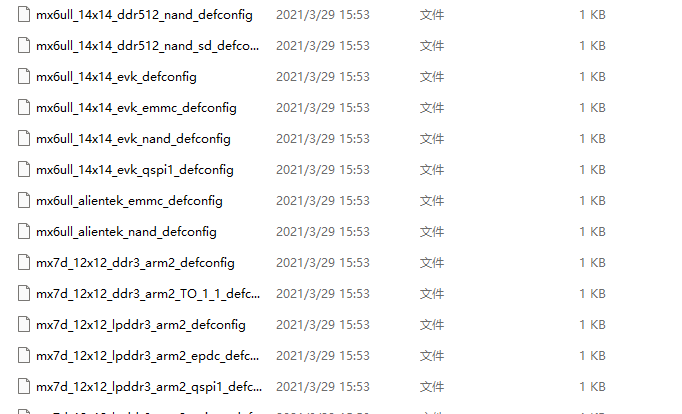 mx6ull_14x14_ddr512_nand_defconfig 2021/3/29 15:53 文件 1 KB
mx6ull_14x14_ddr512_nand_sd_defco... 2021/3/29 15:53 文件 1 KB
mx6ull_14x14_evk_defconfig 2021/3/29 15:53 文件 1 KB
mx6ull_14x14_evk_emmc_defconfig 2021/3/29 15:53 文件 1 KB
mx6ull_14x14_evk_nand_defconfig 2021/3/29 15:53 文件 1 KB
mx6ull_14x14_evk_qspi1_defconfig 2021/3/29 15:53 文件 1 KB
mx6ull_alientek_emmc_defconfig 2021/3/29 15:53 文件 1 KB
mx6ull_alientek_nand_defconfig 2021/3/29 15:53 文件 1 KB
mx7d_12x12_ddr3_arm2_defconfig 2021/3/29 15:53 文件 1 KB
mx7d_12x12_ddr3_arm2_TO_1_1_defc... 2021/3/29 15:53 文件 1 KB
mx7d_12x12_lpddr3_arm2_defconfig 2021/3/29 15:53 文件 1 KB
mx7d_12x12_lpddr3_arm2_epdc_defc... 2021/3/29 15:53 文件 1 KB
mx7d_12x12_lpddr3_arm2_qspi1_defc... 2021/3/29 15:53 文件 1 KB